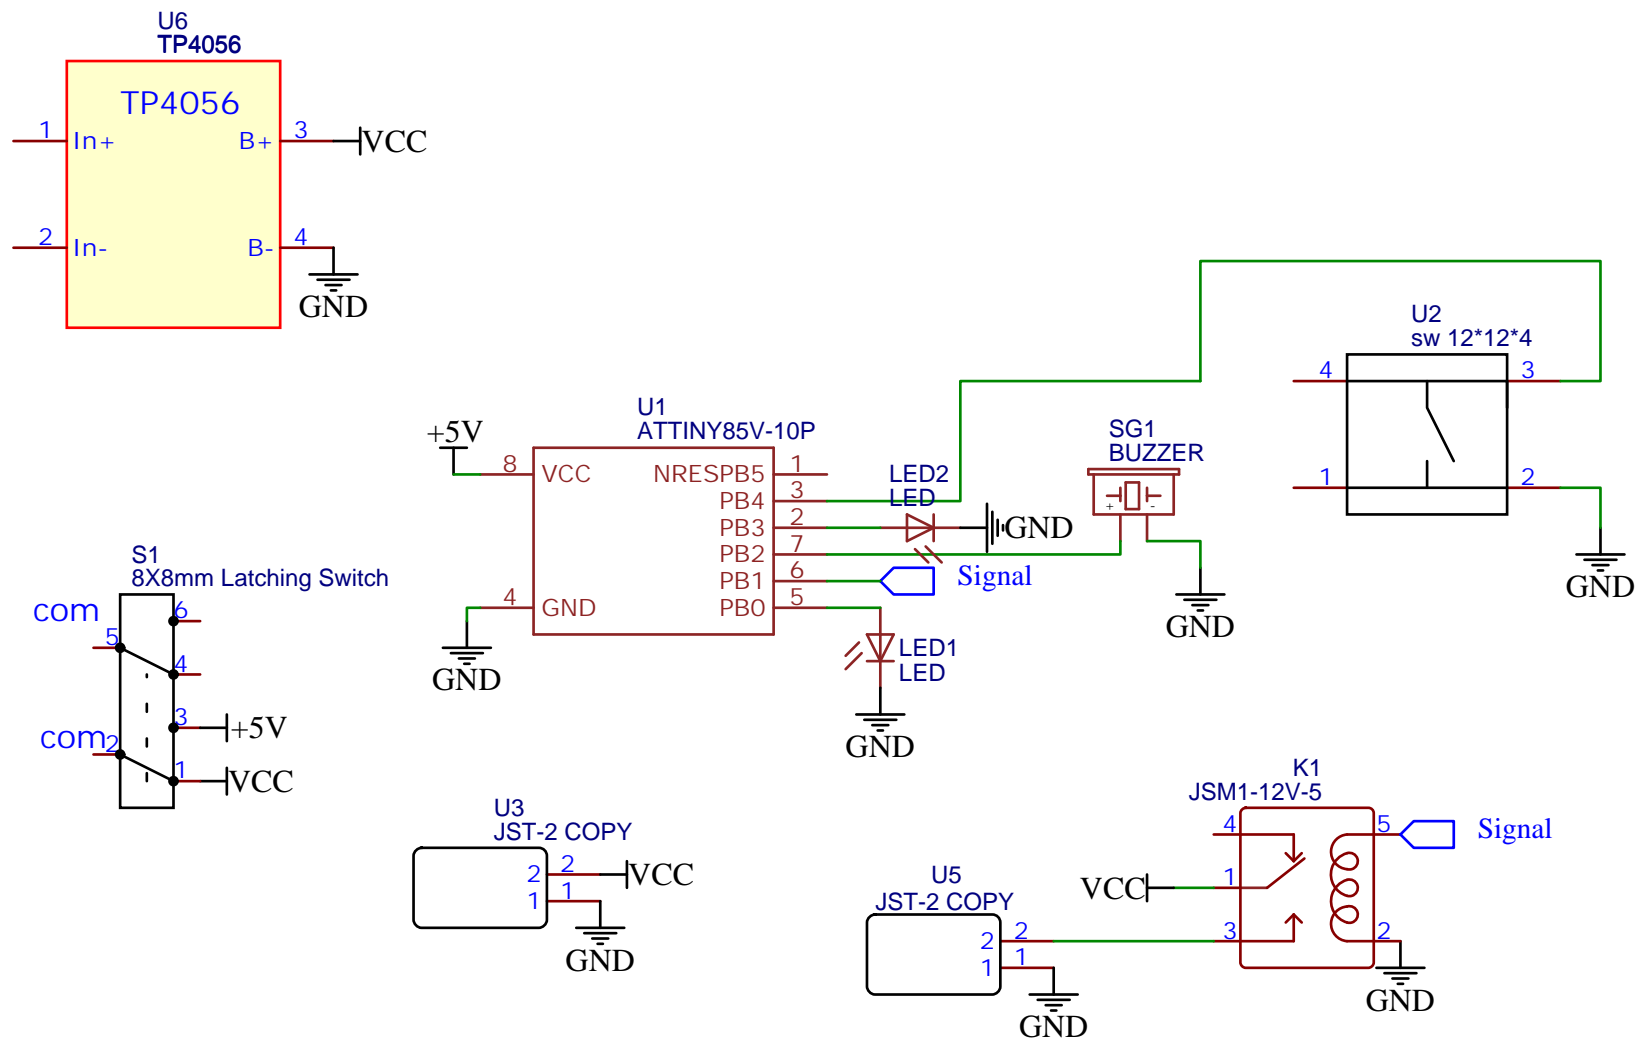 U6
TP4056
TP4056
1 In+ B+ 3 VCC
2 In- B- 4
GND
U2
sw 12*12*4
4 3
1 2
GND
U1
ATTINY85V-10P
+5V
8 VCC NRESPB5 1
PB4 3
PB3 2
PB2 7
PB1 6
4 GND PB0 5
GND
LED2
LED
GND
Signal
SG1
BUZZER
+ -
GND
LED1
LED
GND
S1
8X8mm Latching Switch
com 6
5
4
3 +5V
com 2
1 VCC
U3
JST-2 COPY
2 2 VCC
1 1
GND
U5
JST-2 COPY
2 2
1 1
GND
K1
JSM1-12V-5
4 5 Signal
VCC 1
3 2
GND